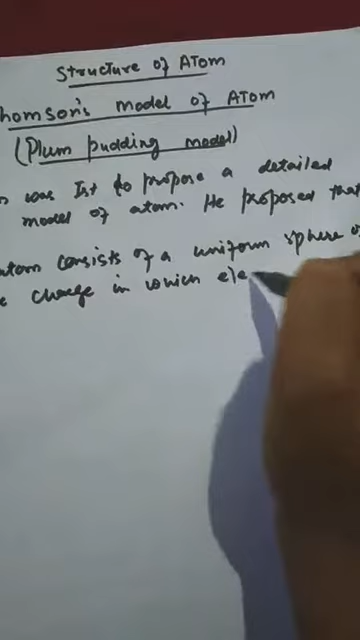 Structure of Atom
homson's model of Atom
(Plum pudding model)
n was Ist to propose a detailed
model of atom. He proposed that
atom consists of a uniform sphere o
e charge in which ele